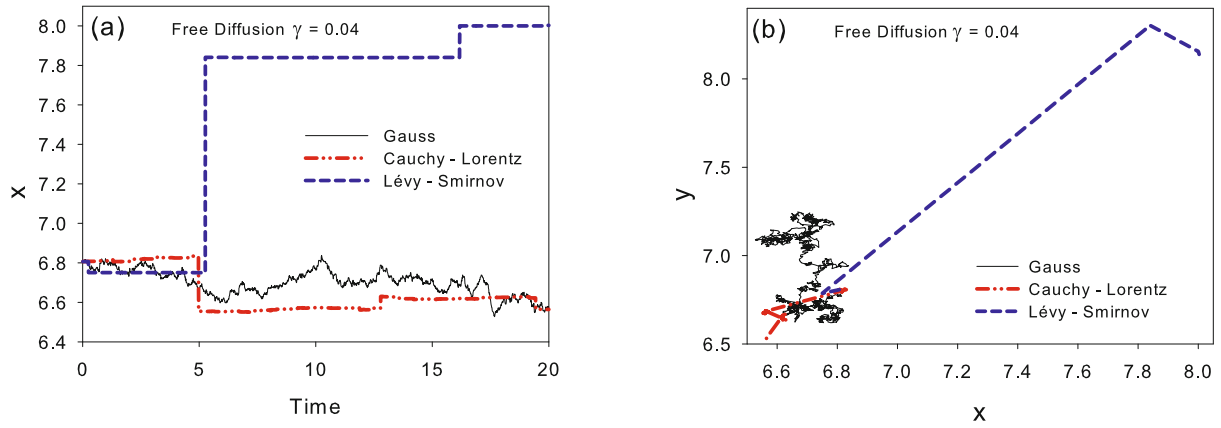 (a)
Free Diffusion γ = 0.04
8.0
7.8
7.6
7.4
7.2
7.0
6.8
6.6
6.4
x
Gauss
Cauchy - Lorentz
Lévy - Smirnov
0
5
10
15
20
Time
(b)
Free Diffusion γ = 0.04
8.0
7.5
7.0
6.5
y
Gauss
Cauchy - Lorentz
Lévy - Smirnov
6.6
6.8
7.0
7.2
7.4
7.6
7.8
8.0
x